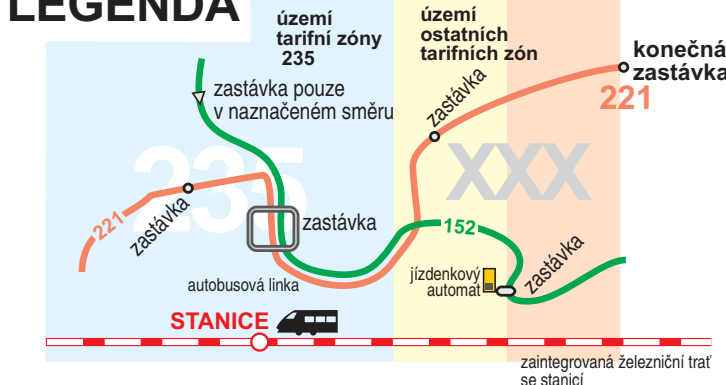 LEGENDA
území
tarifní zóny
235
území
ostatních
tarifních zón
konečná
zastávka
221
zastávka pouze
v naznačeném směru
zastávka
235
XXX
221
zastávka
zastávka
152
zastávka
autobusová linka
jízdenkový
automat
STANICE
zaintegrovaná železniční trať
se stanicí